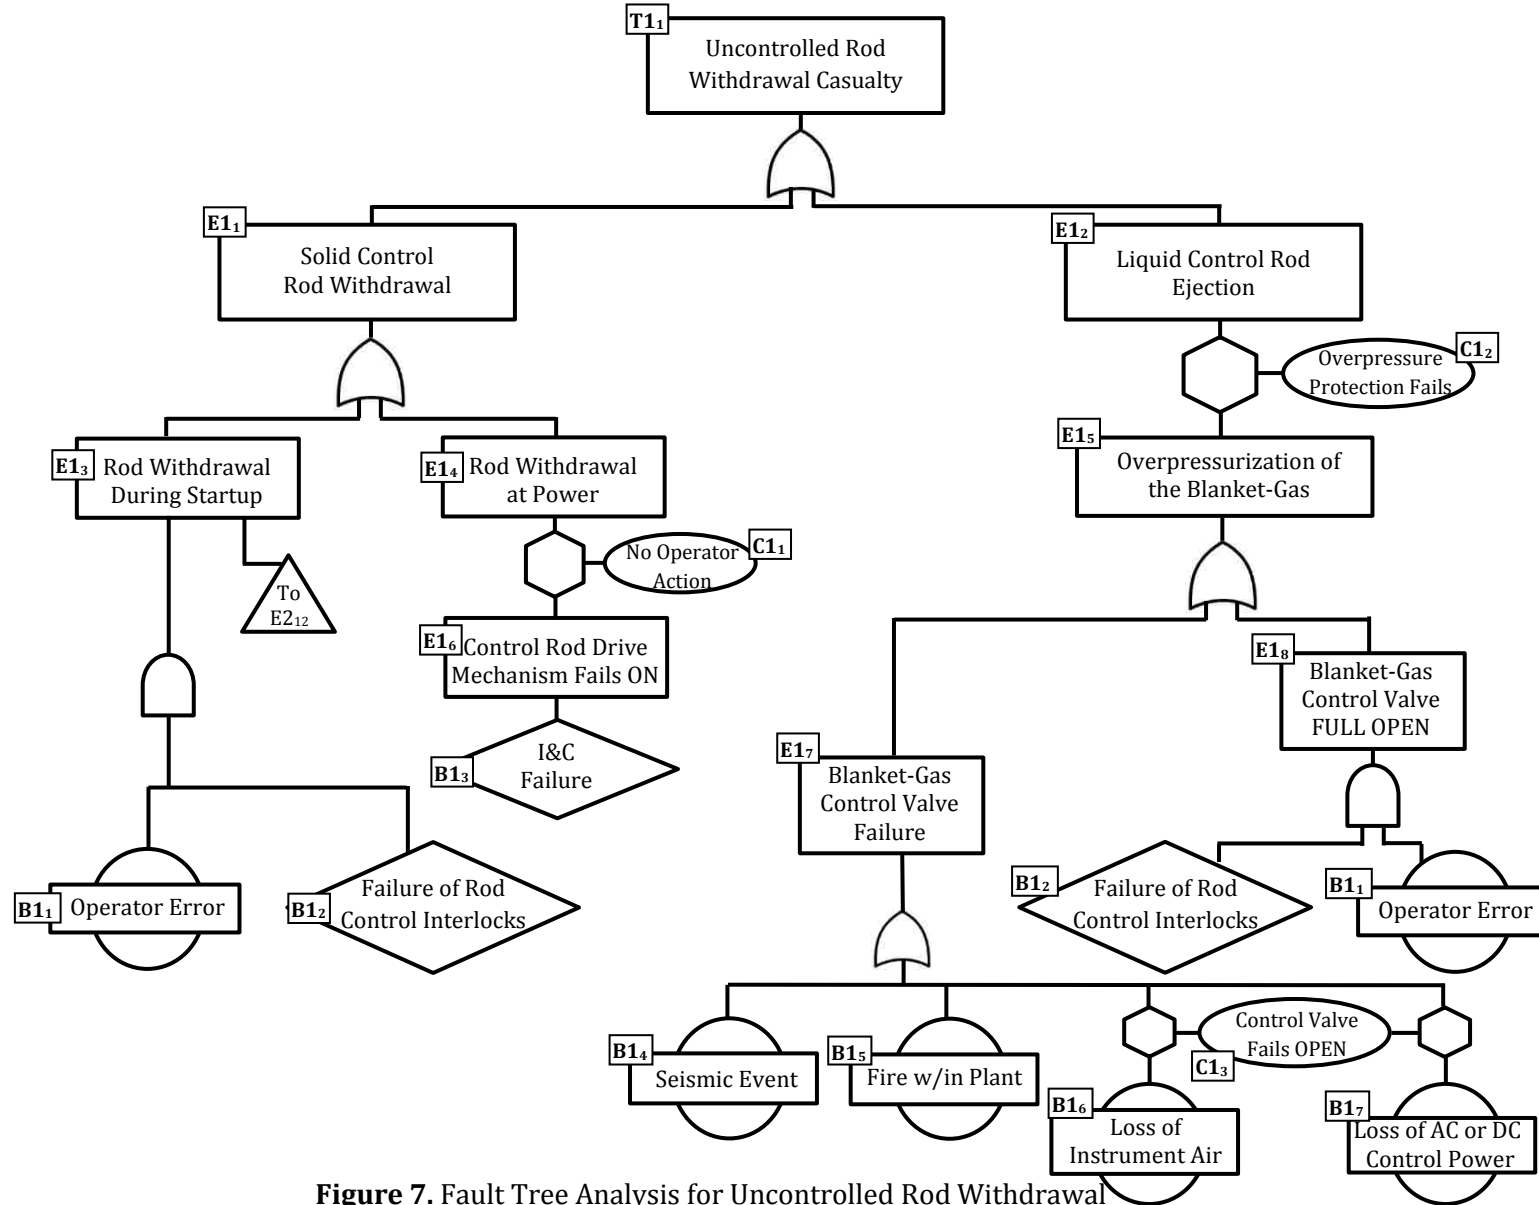 T1₁
Uncontrolled Rod
Withdrawal Casualty
E1₁
Solid Control
Rod Withdrawal
E1₂
Liquid Control Rod
Ejection
Overpressure
Protection Fails
C1₂
E1₃
Rod Withdrawal
During Startup
E1₄
Rod Withdrawal
at Power
E1₅
Overpressurization of
the Blanket-Gas
No Operator
Action
C1₁
To
E2₁₂
E1₆
Control Rod Drive
Mechanism Fails ON
E1₈
Blanket-Gas
Control Valve
FULL OPEN
B1₃
I&C
Failure
E1₇
Blanket-Gas
Control Valve
Failure
B1₁
Operator Error
B1₂
Failure of Rod
Control Interlocks
B1₂
Failure of Rod
Control Interlocks
B1₁
Operator Error
B1₄
Seismic Event
B1₅
Fire w/in Plant
Control Valve
Fails OPEN
C1₃
B1₆
Loss of
Instrument Air
B1₇
Loss of AC or DC
Control Power
Figure 7. Fault Tree Analysis for Uncontrolled Rod Withdrawal